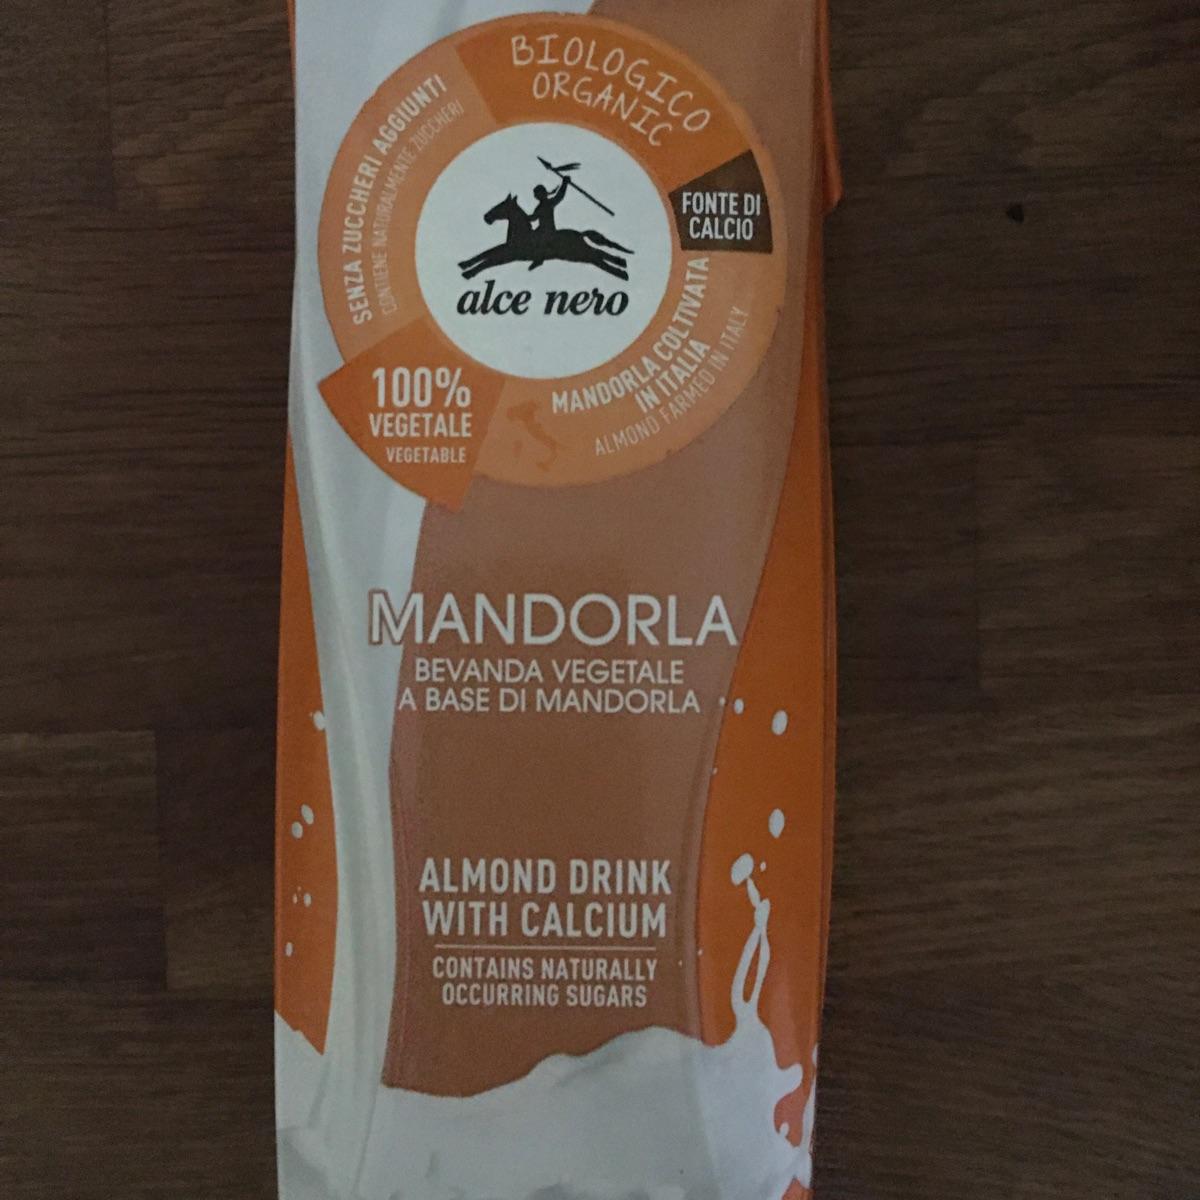 BIOLOGICO
ORGANIC
SENZA ZUCCHERI AGGIUNTI
CONTIENE NATURALMENTE ZUCCHERI
FONTE DI
CALCIO
alce nero
MANDORLA COLTIVATA
IN ITALIA
ALMOND FARMED IN ITALY
100%
VEGETALE
VEGETABLE
MANDORLA
BEVANDA VEGETALE
A BASE DI MANDORLA
ALMOND DRINK
WITH CALCIUM
CONTAINS NATURALLY
OCCURRING SUGARS